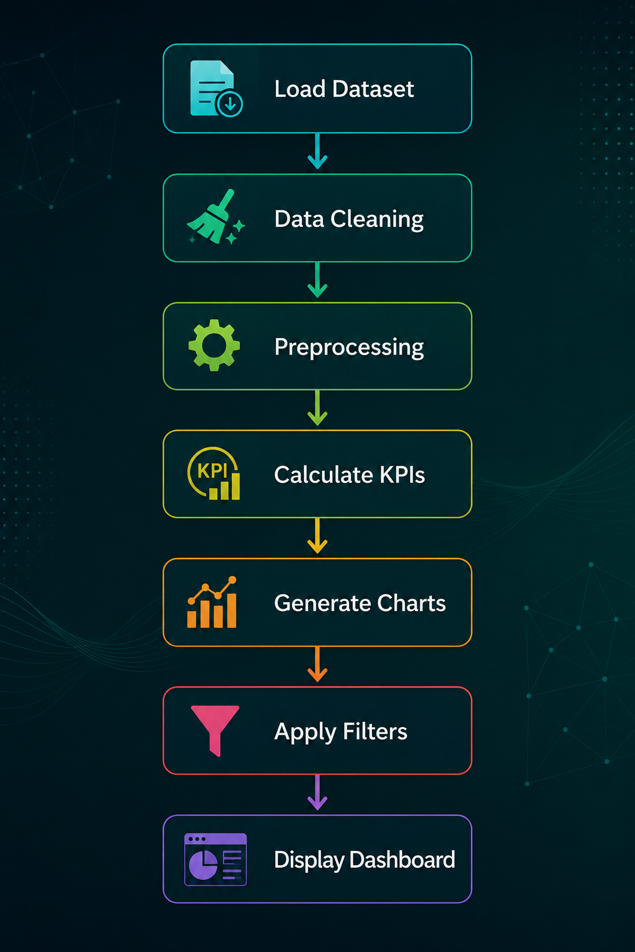 Load Dataset
Data Cleaning
Preprocessing
KPI
Calculate KPIs
Generate Charts
Apply Filters
Display Dashboard